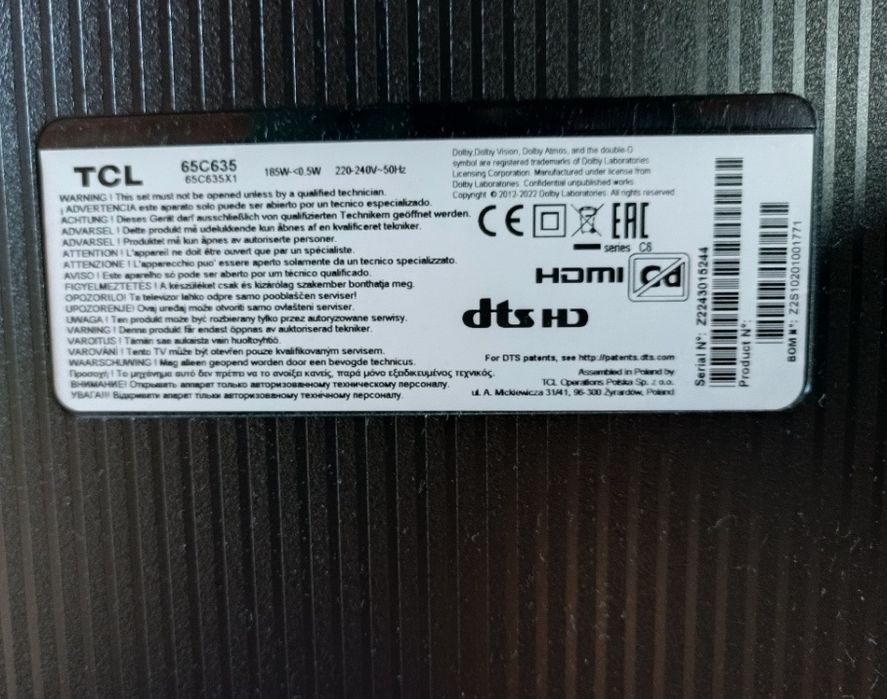 TCL
65C635
65C635X1
185W-<0.5W 220-240V~50Hz
WARNING ! This set must not be opened unless by a qualified technician.
¡ ADVERTENCIA este aparato solo puede ser abierto por un tecnico especializado.
ACHTUNG ! Dieses Gerät darf ausschließlich von qualifizierten Technikern geöffnet werden.
ADVARSEL ! Dette produkt må udelukkende kun åbnes af en kvalificeret tekniker.
ADVARSEL ! Produktet må kun åpnes av autoriserte personer.
ATTENTION ! L'appareil ne doit être ouvert que par un spécialiste.
ATTENZIONE ! L'apparecchio puo' essere aperto solamente da un tecnico specializzato.
AVISO ! Este aparelho só pode ser aberto por um técnico qualificado.
FIGYELMEZTETÉS ! A készüléket csak és kizárólag szakember bonthatja meg.
OPOZORILO! Ta televizor lahko odpre samo pooblaščen serviser!
UPOZORENJE! Ovaj uređaj može otvoriti samo ovlašteni serviser.
UWAGA ! Ten produkt może być rozbierany tylko przez autoryzowane serwisy.
VARNING ! Denna produkt får endast öppnas av auktoriserad tekniker.
VAROITUS ! Tämän saa aukaista vain huoltoyhtiö.
VAROVÁNÍ ! Tento TV může být otevřen pouze kvalifikovaným servisem.
WAARSCHUWING ! Mag alleen geopend worden door een bevoegde technicus.
Προσοχή ! Το μηχάνημα αυτό δεν πρέπει να το ανοίξει κανείς, παρά μόνο εξειδικευμένος τεχνικός.
ВНИМАНИЕ! Открывать аппарат только авторизованному техническому персоналу.
УВАГА!!! Відкривати апарат тільки авторизованому технічному персоналу.
Dolby,Dolby Vision, Dolby Atmos, and the double-D
symbol are registered trademarks of Dolby Laboratories
Licensing Corporation. Manufactured under license from
Dolby Laboratories. Confidential unpublished works.
Copyright © 2012-2022 Dolby Laboratories. All rights reserved.
CE EAC
series C6
HDMI Cd Pb
dts HD
For DTS patents, see http://patents.dts.com
Assembled in Poland by
TCL Operations Polska Sp. z o.o.
ul. A. Mickiewicza 31/41, 96-300 Żyrardów, Poland
Serial N°: Z2243015244
Product N°:
BOM N°: Z2S10201001771